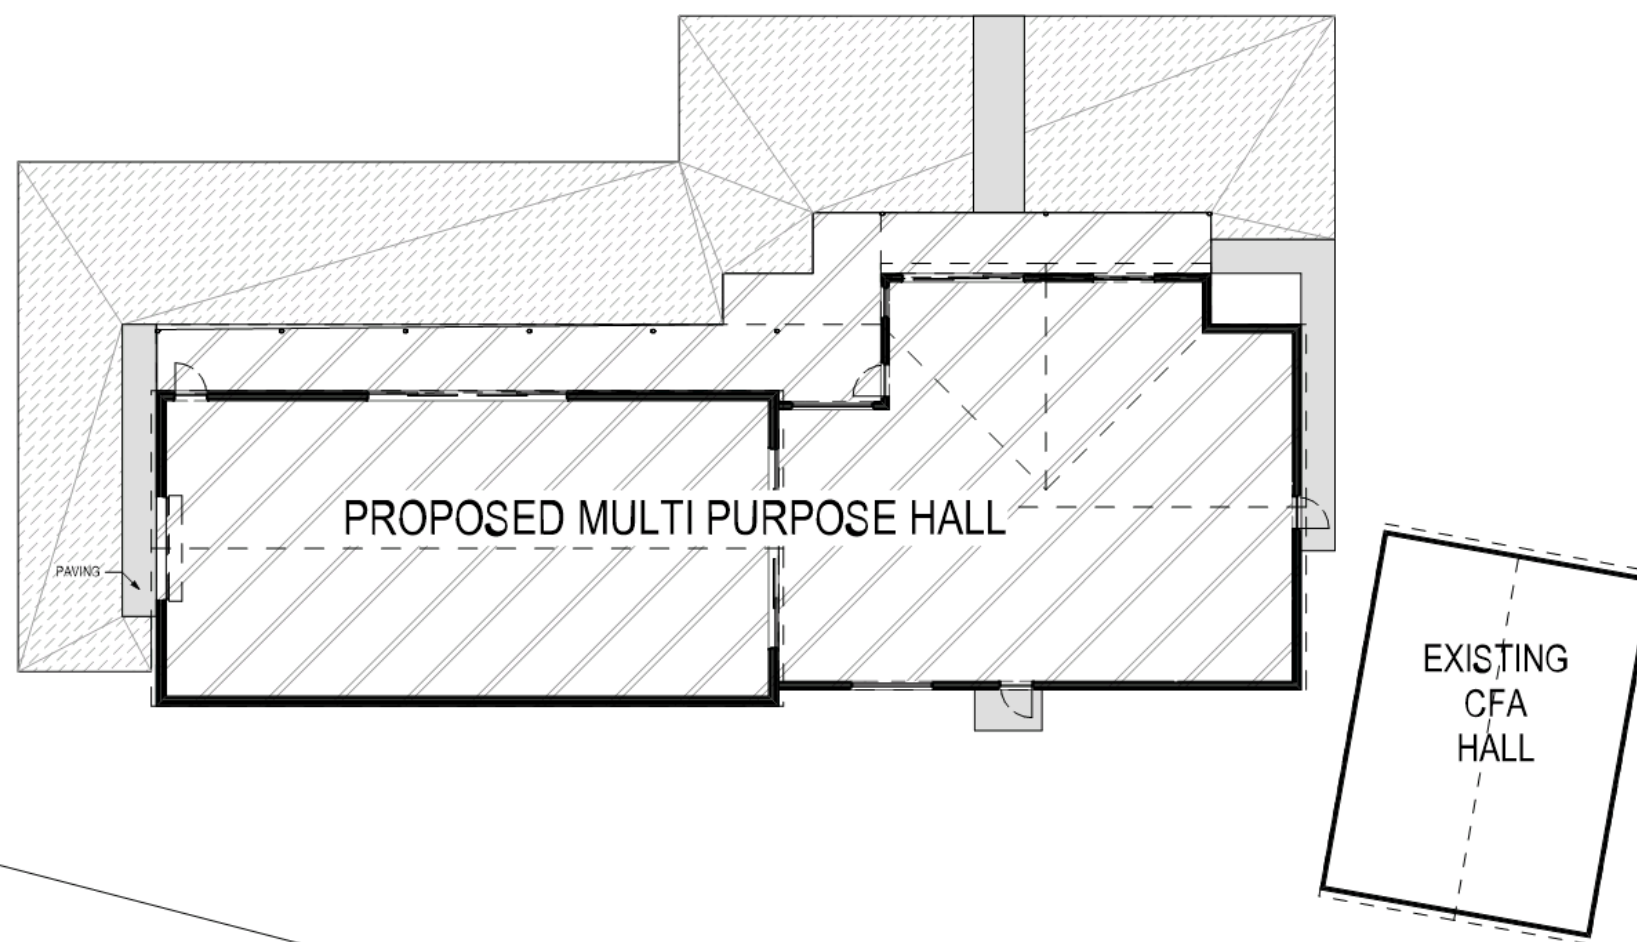 PROPOSED MULTI PURPOSE HALL
PAVING
EXISTING
CFA
HALL